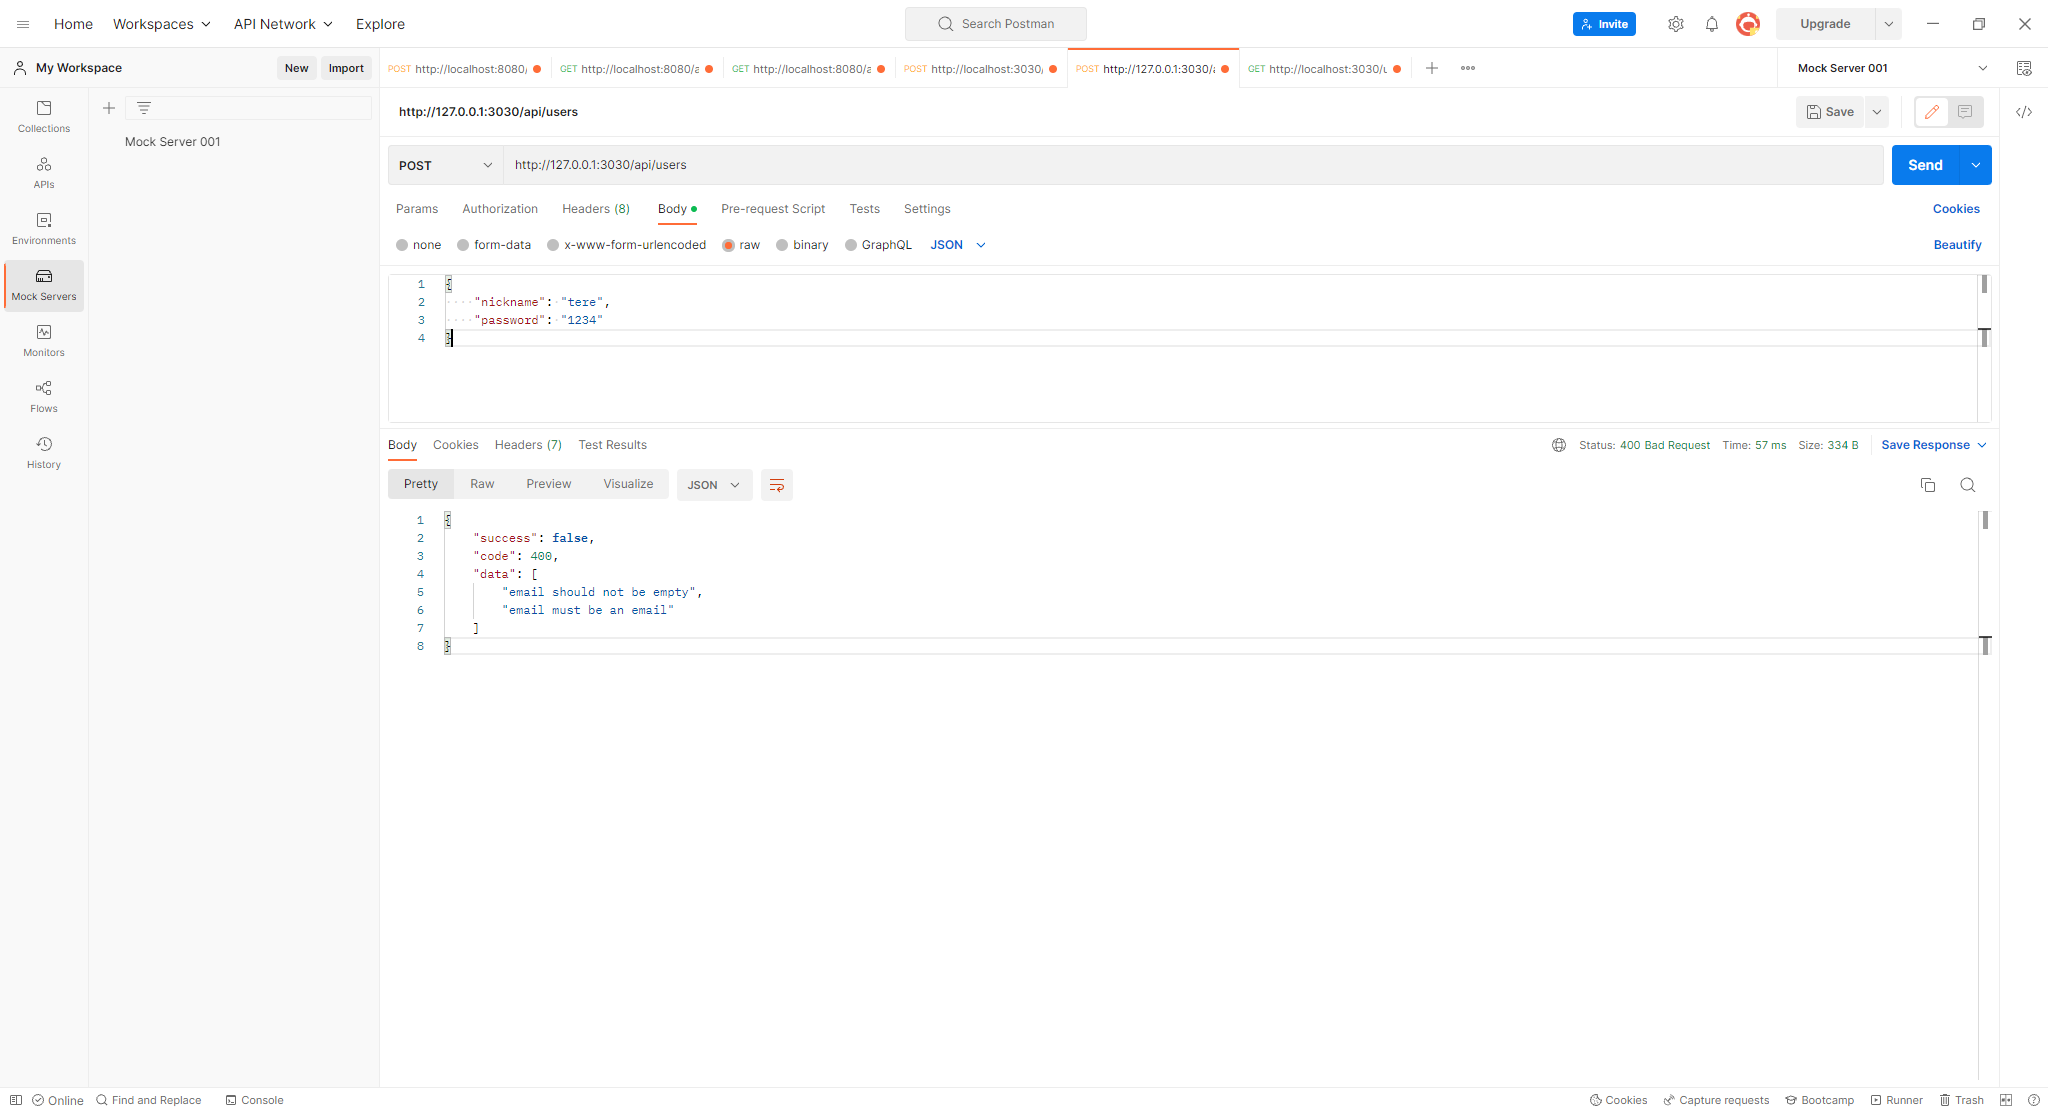 Home Workspaces API Network Explore Search Postman Invite Upgrade
My Workspace New Import POST http://localhost:8080/ GET http://localhost:8080/a GET http://localhost:8080/a POST http://localhost:3030/ POST http://127.0.0.1:3030/a GET http://localhost:3030/u Mock Server 001
Collections
APIs
Environments
Mock Servers
Monitors
Flows
History
Mock Server 001
http://127.0.0.1:3030/api/users Save
POST http://127.0.0.1:3030/api/users Send
Params Authorization Headers (8) Body Pre-request Script Tests Settings Cookies
none form-data x-www-form-urlencoded raw binary GraphQL JSON Beautify
1 {
2 "nickname": "tere",
3 "password": "1234"
4 }
Body Cookies Headers (7) Test Results Status: 400 Bad Request Time: 57 ms Size: 334 B Save Response
Pretty Raw Preview Visualize JSON
1 {
2 "success": false,
3 "code": 400,
4 "data": [
5 "email should not be empty",
6 "email must be an email"
7 ]
8 }
Online Find and Replace Console Cookies Capture requests Bootcamp Runner Trash